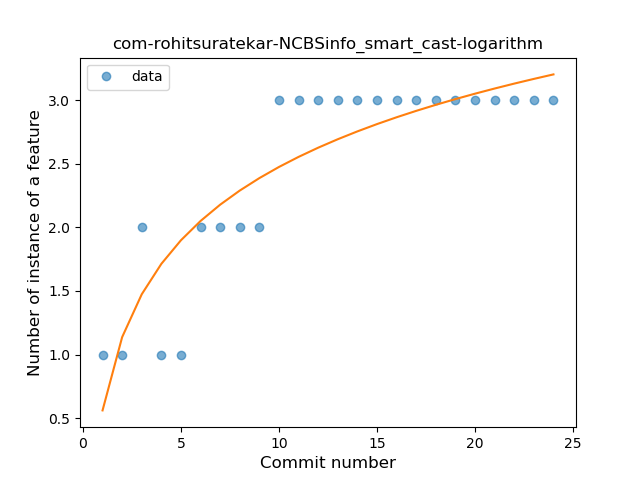 com-rohitsuratekar-NCBSinfo_smart_cast-logarithm
data
Number of instance of a feature
3.0
2.5
2.0
1.5
1.0
0.5
0 5 10 15 20 25
Commit number